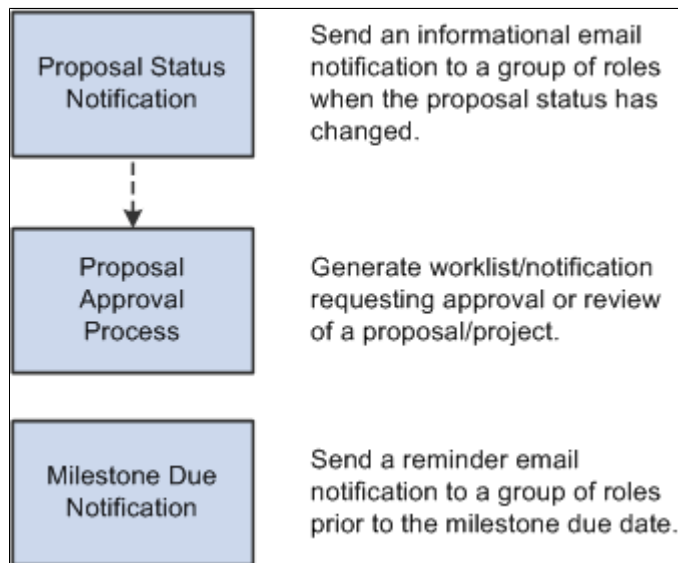 Proposal Status
Notification
Send an informational email
notification to a group of roles
when the proposal status has
changed.
Proposal
Approval
Process
Generate worklist/notification
requesting approval or review
of a proposal/project.
Milestone Due
Notification
Send a reminder email
notification to a group of roles
prior to the milestone due date.